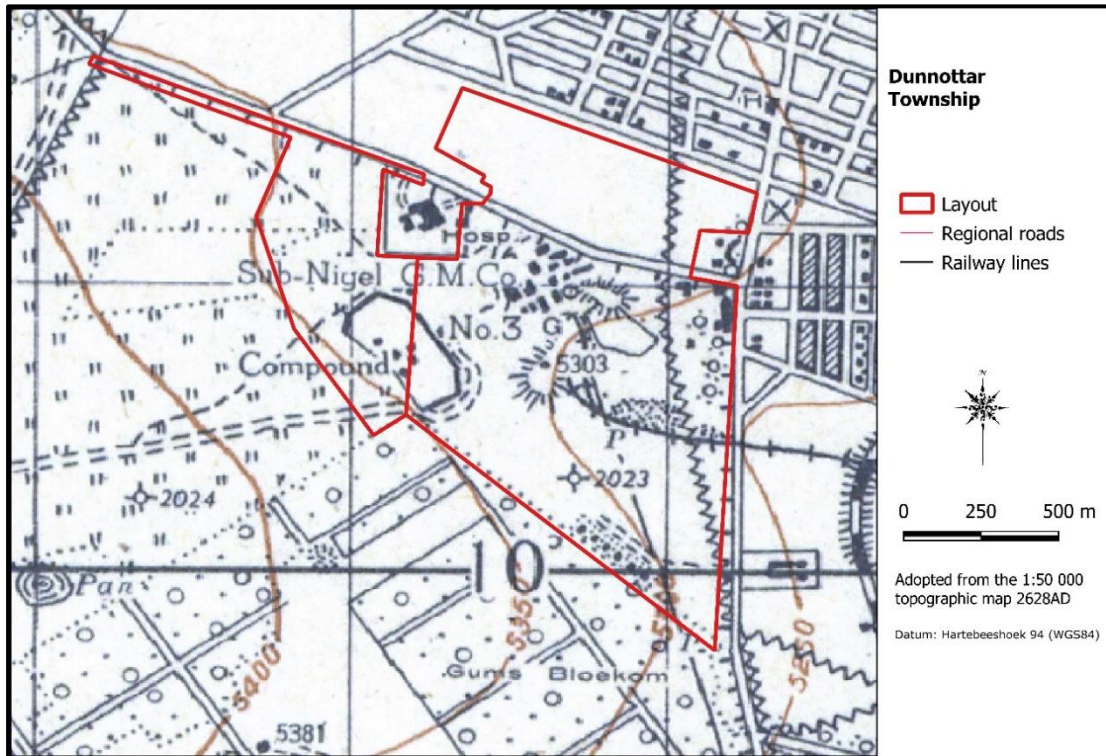 Dunnottar
Township
Layout
Regional roads
Railway lines
N
0 250 500 m
Adopted from the 1:50 000
topographic map 2628AD
Datum: Hartebeeshoek 94 (WGS84)
Hosp.
Sub-Nigel G.M.Co.
No.3
G
Compound
5303
P
2023
2024
10
Pan
5400
5350
5250
Gums Bloekom
5381